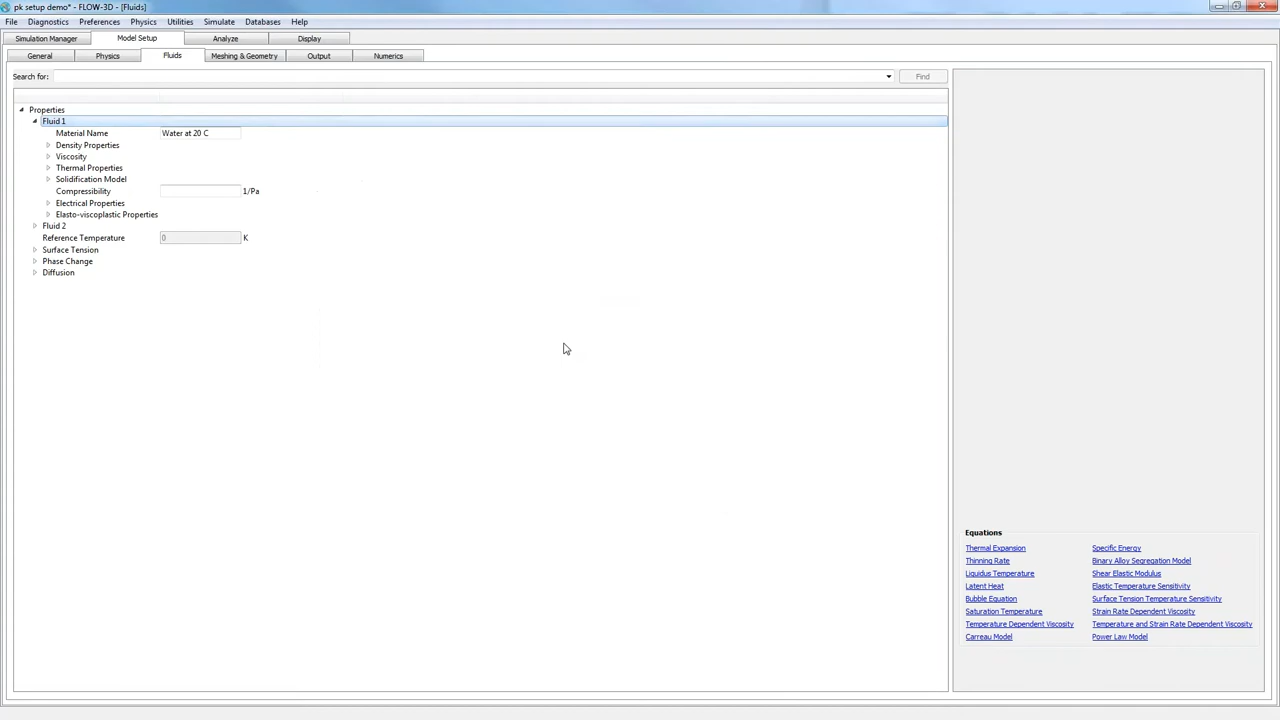 pk setup demo* - FLOW-3D - [Fluids]
File Diagnostics Preferences Physics Utilities Simulate Databases Help
Simulation Manager Model Setup Analyze Display
General Physics Fluids Meshing & Geometry Output Numerics
Search for: Find
Properties
Fluid 1
Material Name Water at 20 C
Density Properties
Viscosity
Thermal Properties
Solidification Model
Compressibility 1/Pa
Electrical Properties
Elasto-viscoplastic Properties
Fluid 2
Reference Temperature 0 K
Surface Tension
Phase Change
Diffusion
Equations
Thermal Expansion Specific Energy
Thinning Rate Binary Alloy Segregation Model
Liquidus Temperature Shear Elastic Modulus
Latent Heat Elastic Temperature Sensitivity
Bubble Equation Surface Tension Temperature Sensitivity
Saturation Temperature Strain Rate Dependent Viscosity
Temperature Dependent Viscosity Temperature and Strain Rate Dependent Viscosity
Carreau Model Power Law Model